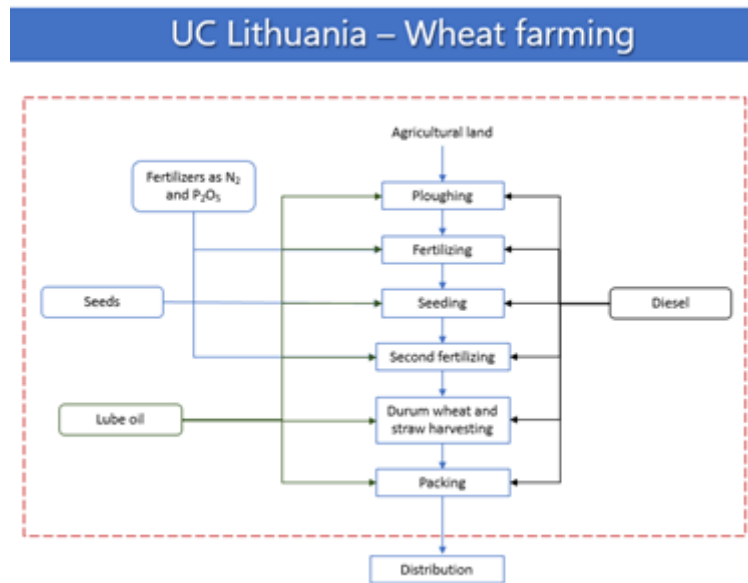 UC Lithuania – Wheat farming
Agricultural land
Fertilizers as N₂
and P₂O₅
Ploughing
Fertilizing
Seeds
Seeding
Diesel
Second fertilizing
Lube oil
Durum wheat and
straw harvesting
Packing
Distribution